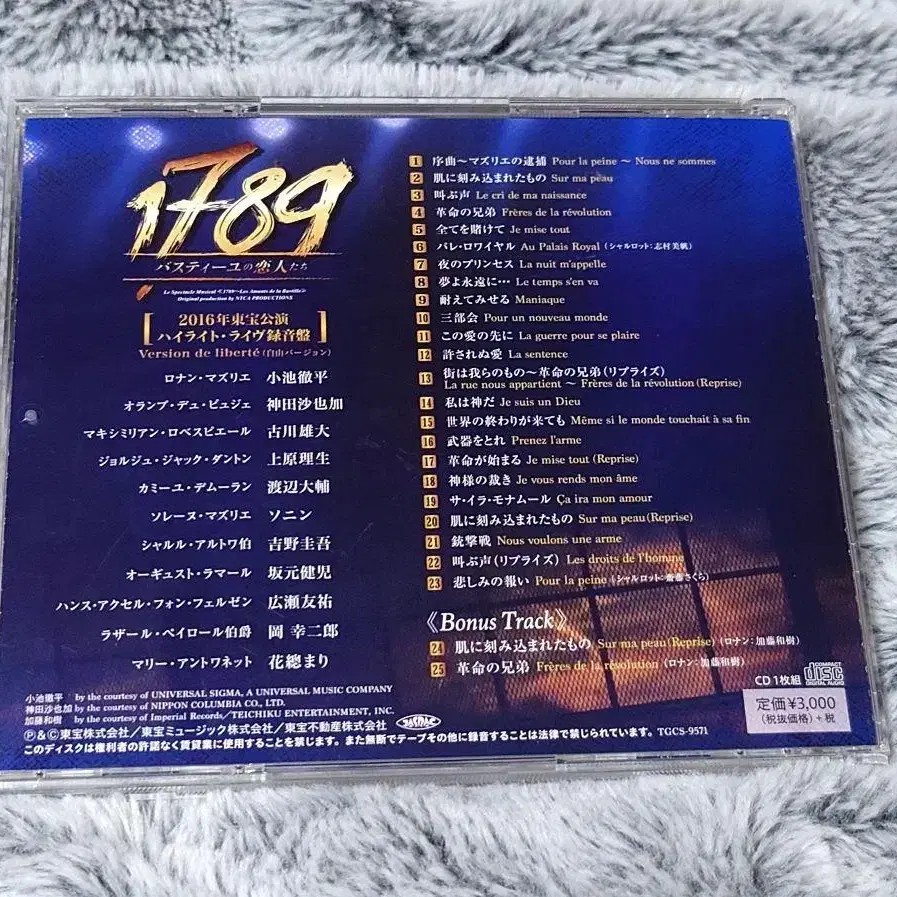 1789
バスティーユの恋人たち
Le Spectacle Musical ≪1789~Les Amants de la Bastille≫
Original production by NTCA PRODUCTIONS
2016年東宝公演
ハイライト・ライヴ録音盤
Version de liberté(自由バージョン)
ロナン・マズリエ 小池徹平
オランプ・デュ・ピュジェ 神田沙也加
マキシミリアン・ロベスピエール 古川雄大
ジョルジュ・ジャック・ダントン 上原理生
カミーユ・デムーラン 渡辺大輔
ソレーヌ・マズリエ ソニン
シャルル・アルトワ伯 吉野圭吾
オーギュスト・ラマール 坂元健児
ハンス・アクセル・フォン・フェルゼン 広瀬友祐
ラザール・ペイロール伯爵 岡 幸二郎
マリー・アントワネット 花總まり
小池徹平 by the courtesy of UNIVERSAL SIGMA, A UNIVERSAL MUSIC COMPANY
神田沙也加 by the courtesy of NIPPON COLUMBIA CO., LTD.
加藤和樹 by the courtesy of Imperial Records/TEICHIKU ENTERTAINMENT, INC.
Ⓟ&Ⓒ東宝株式会社/東宝ミュージック株式会社/東宝不動産株式会社
JASRAC
このディスクは権利者の許諾なく賃貸業に使用することを禁じます。また無断でテープその他に録音することは法律で禁じられています。 TGCS-9571
1 序曲~マズリエの逮捕 Pour la peine ~ Nous ne sommes
2 肌に刻み込まれたもの Sur ma peau
3 叫ぶ声 Le cri de ma naissance
4 革命の兄弟 Frères de la révolution
5 全てを賭けて Je mise tout
6 パレ・ロワイヤル Au Palais Royal (シャルロット:志村美帆)
7 夜のプリンセス La nuit m'appelle
8 夢よ永遠に… Le temps s'en va
9 耐えてみせる Maniaque
10 三部会 Pour un nouveau monde
11 この愛の先に La guerre pour se plaire
12 許されぬ愛 La sentence
13 街は我らのもの~革命の兄弟(リプライズ)
La rue nous appartient ~ Frères de la révolution(Reprise)
14 私は神だ Je suis un Dieu
15 世界の終わりが来ても Même si le monde touchait à sa fin
16 武器をとれ Prenez l'arme
17 革命が始まる Je mise tout (Reprise)
18 神様の裁き Je vous rends mon âme
19 サ・イラ・モナムール Ça ira mon amour
20 肌に刻み込まれたもの Sur ma peau(Reprise)
21 銃撃戦 Nous voulons une arme
22 叫ぶ声(リプライズ) Les droits de l'homme
23 悲しみの報い Pour la peine (シャルロット:齋藤さくら)
《Bonus Track》
24 肌に刻み込まれたもの Sur ma peau(Reprise)(ロナン:加藤和樹)
25 革命の兄弟 Frères de la révolution (ロナン:加藤和樹)
CD1枚組
COMPACT disc DIGITAL AUDIO
定価¥3,000
(税抜価格)+税